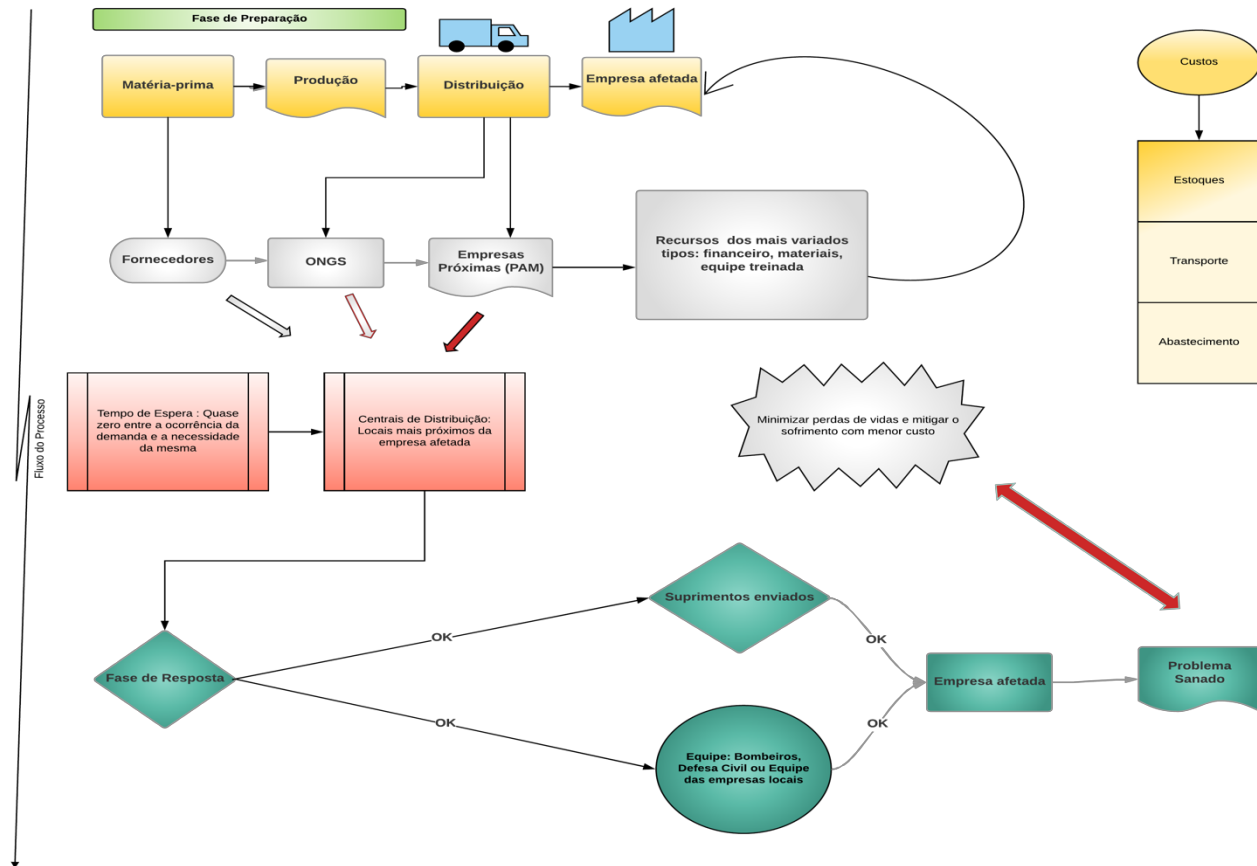 Fase de Preparação
Matéria-prima
Produção
Distribuição
Empresa afetada
Custos
Estoques
Transporte
Abastecimento
Fornecedores
ONGS
Empresas
Próximas (PAM)
Recursos dos mais variados
tipos: financeiro, materiais,
equipe treinada
Fluxo do Processo
Tempo de Espera : Quase
zero entre a ocorrência da
demanda e a necessidade
da mesma
Centrais de Distribuição:
Locais mais próximos da
empresa afetada
Minimizar perdas de vidas e mitigar o
sofrimento com menor custo
Fase de Resposta
OK
OK
Suprimentos enviados
Equipe: Bombeiros,
Defesa Civil ou Equipe
das empresas locais
OK
OK
Empresa afetada
Problema
Sanado